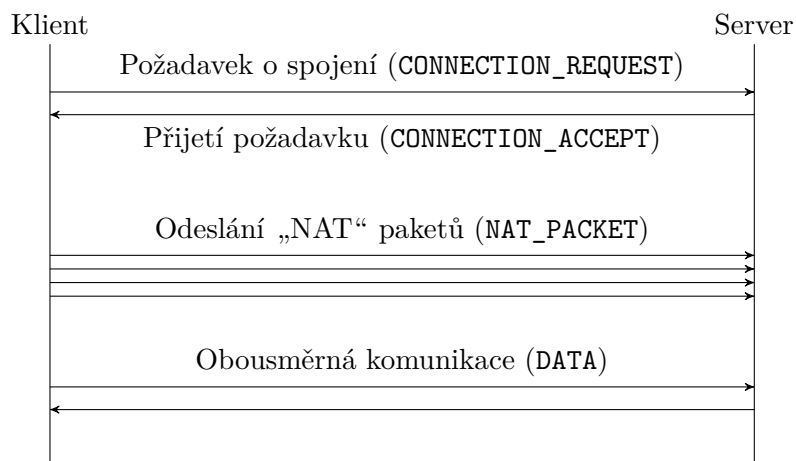 Klient
Server
Požadavek o spojení (CONNECTION_REQUEST)
Přijetí požadavku (CONNECTION_ACCEPT)
Odeslání „NAT“ paketů (NAT_PACKET)
Obousměrná komunikace (DATA)